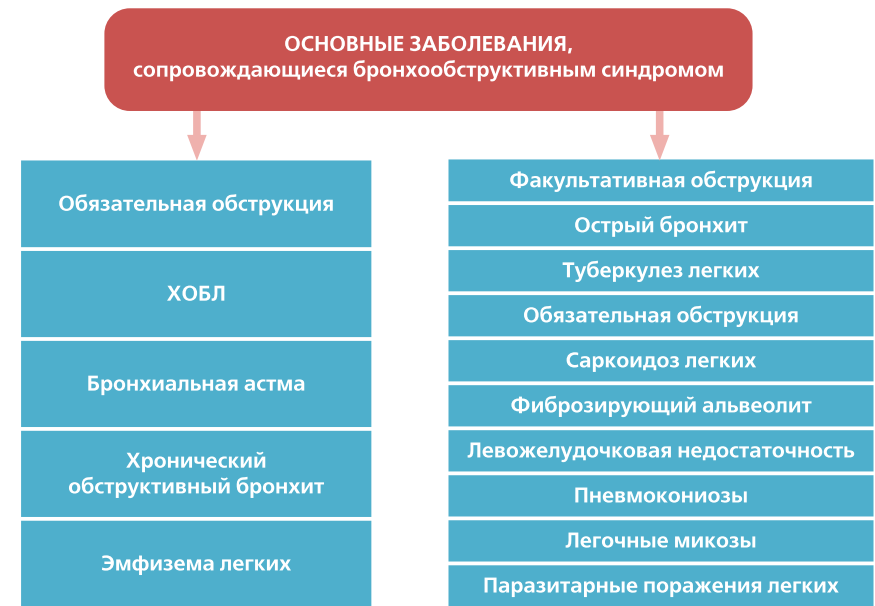 ОСНОВНЫЕ ЗАБОЛЕВАНИЯ,
сопровождающиеся бронхообструктивным синдромом
Обязательная обструкция
ХОБЛ
Бронхиальная астма
Хронический
обструктивный бронхит
Эмфизема легких
Факультативная обструкция
Острый бронхит
Туберкулез легких
Обязательная обструкция
Саркоидоз легких
Фиброзирующий альвеолит
Левожелудочковая недостаточность
Пневмокониозы
Легочные микозы
Паразитарные поражения легких